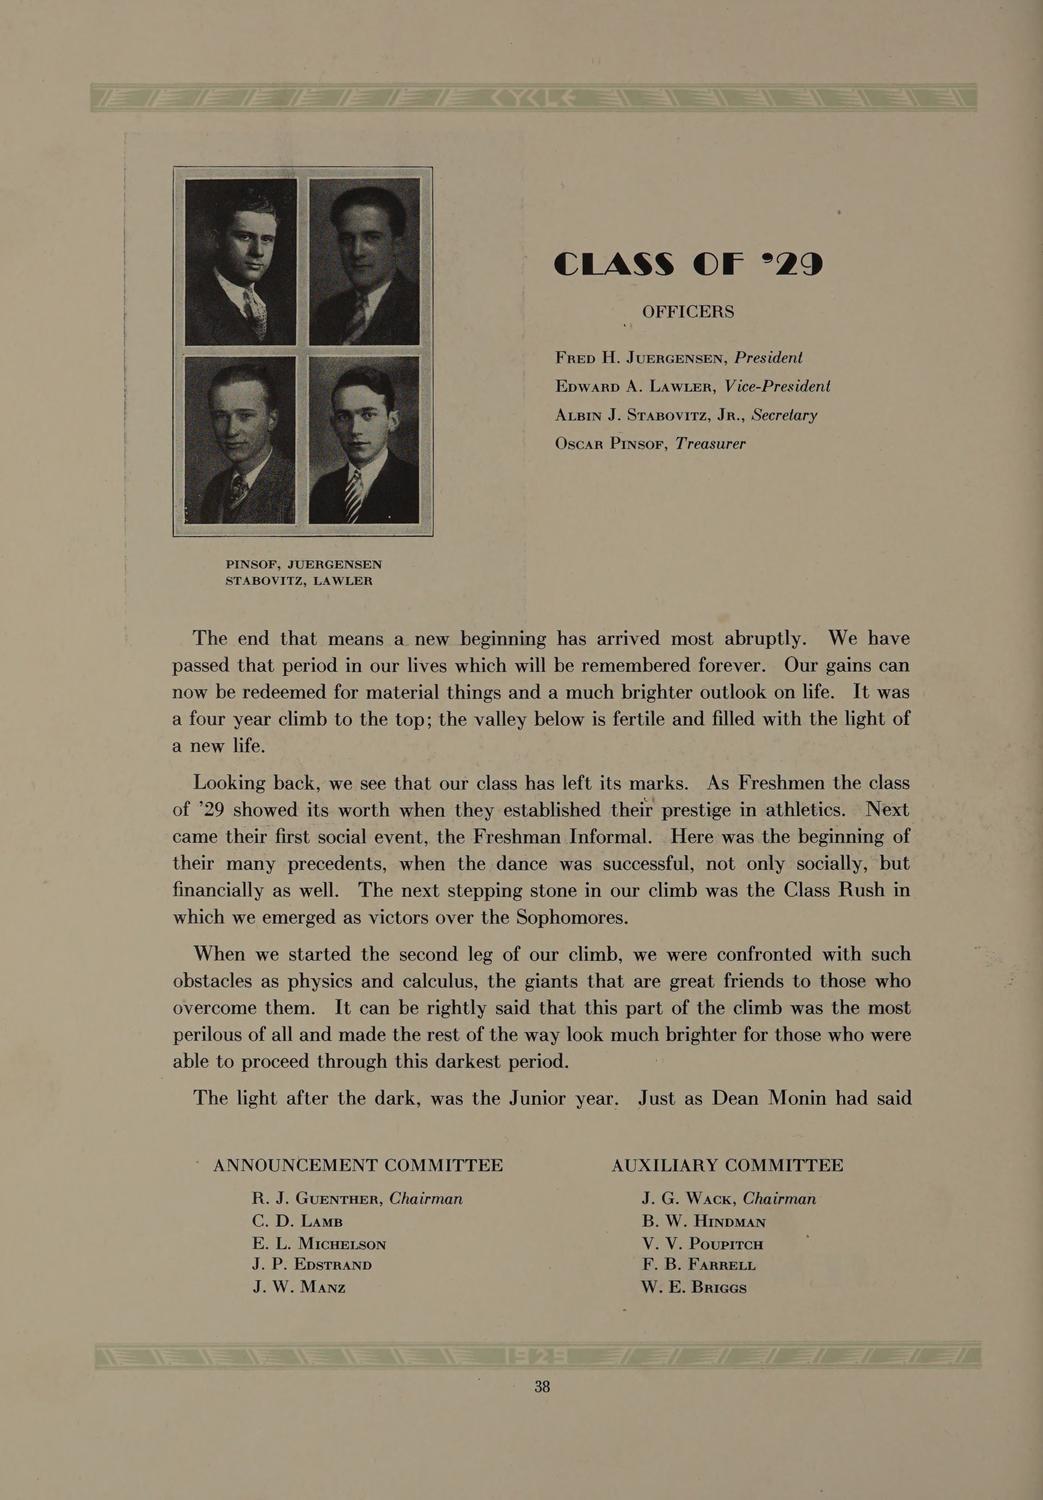 CYCLE
CLASS OF ’29
OFFICERS
FRED H. JUERGENSEN, President
EDWARD A. LAWLER, Vice-President
ALBIN J. STABOVITZ, JR., Secretary
OSCAR PINSOF, Treasurer
PINSOF, JUERGENSEN
STABOVITZ, LAWLER
The end that means a new beginning has arrived most abruptly. We have
passed that period in our lives which will be remembered forever. Our gains can
now be redeemed for material things and a much brighter outlook on life. It was
a four year climb to the top; the valley below is fertile and filled with the light of
a new life.
Looking back, we see that our class has left its marks. As Freshmen the class
of ’29 showed its worth when they established their prestige in athletics. Next
came their first social event, the Freshman Informal. Here was the beginning of
their many precedents, when the dance was successful, not only socially, but
financially as well. The next stepping stone in our climb was the Class Rush in
which we emerged as victors over the Sophomores.
When we started the second leg of our climb, we were confronted with such
obstacles as physics and calculus, the giants that are great friends to those who
overcome them. It can be rightly said that this part of the climb was the most
perilous of all and made the rest of the way look much brighter for those who were
able to proceed through this darkest period.
The light after the dark, was the Junior year. Just as Dean Monin had said
ANNOUNCEMENT COMMITTEE
R. J. GUENTHER, Chairman
C. D. LAMB
E. L. MICHELSON
J. P. EDSTRAND
J. W. MANZ
AUXILIARY COMMITTEE
J. G. WACK, Chairman
B. W. HINDMAN
V. V. POUPITCH
F. B. FARRELL
W. E. BRIGGS
1929
38